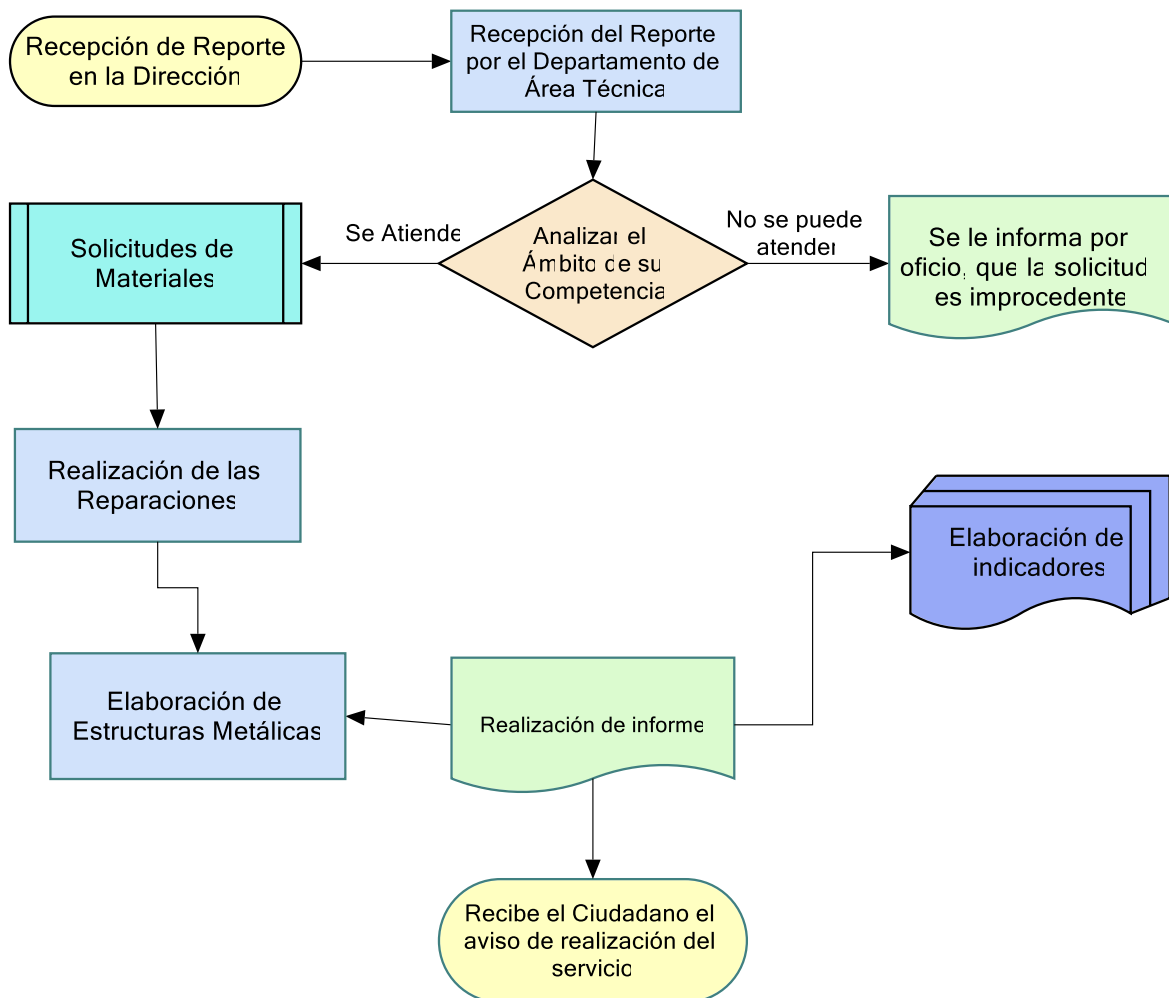 Recepción de Reporte
en la Dirección
Recepción del Reporte
por el Departamento de
Área Técnica
Se Atiende
Analizar el
Ámbito de su
Competencia
No se puede
atender
Solicitudes de
Materiales
Se le informa por
oficio, que la solicitud
es improcedente
Realización de las
Reparaciones
Elaboración de
indicadores
Elaboración de
Estructuras Metálicas
Realización de informe
Recibe el Ciudadano el
aviso de realización del
servicio